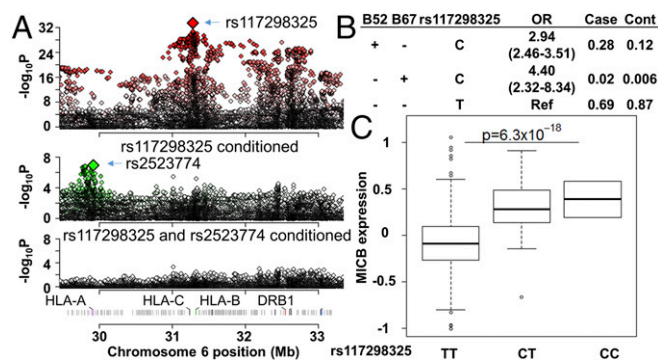 A
rs117298325
-log10P
32
24
16
8
4
0
rs117298325 conditioned
rs2523774
-log10P
8
6
4
2
0
rs117298325 and rs2523774 conditioned
-log10P
8
4
0
HLA-A HLA-C HLA-B DRB1
30 31 32 33
Chromosome 6 position (Mb)
B
B52 B67 rs117298325 OR Case Cont
+ - C 2.94 (2.46-3.51) 0.28 0.12
- + C 4.40 (2.32-8.34) 0.02 0.006
- - T Ref 0.69 0.87
C
p=6.3x10-18
MICB expression
1
0.5
0
-0.5
-1
rs117298325 TT CT CC